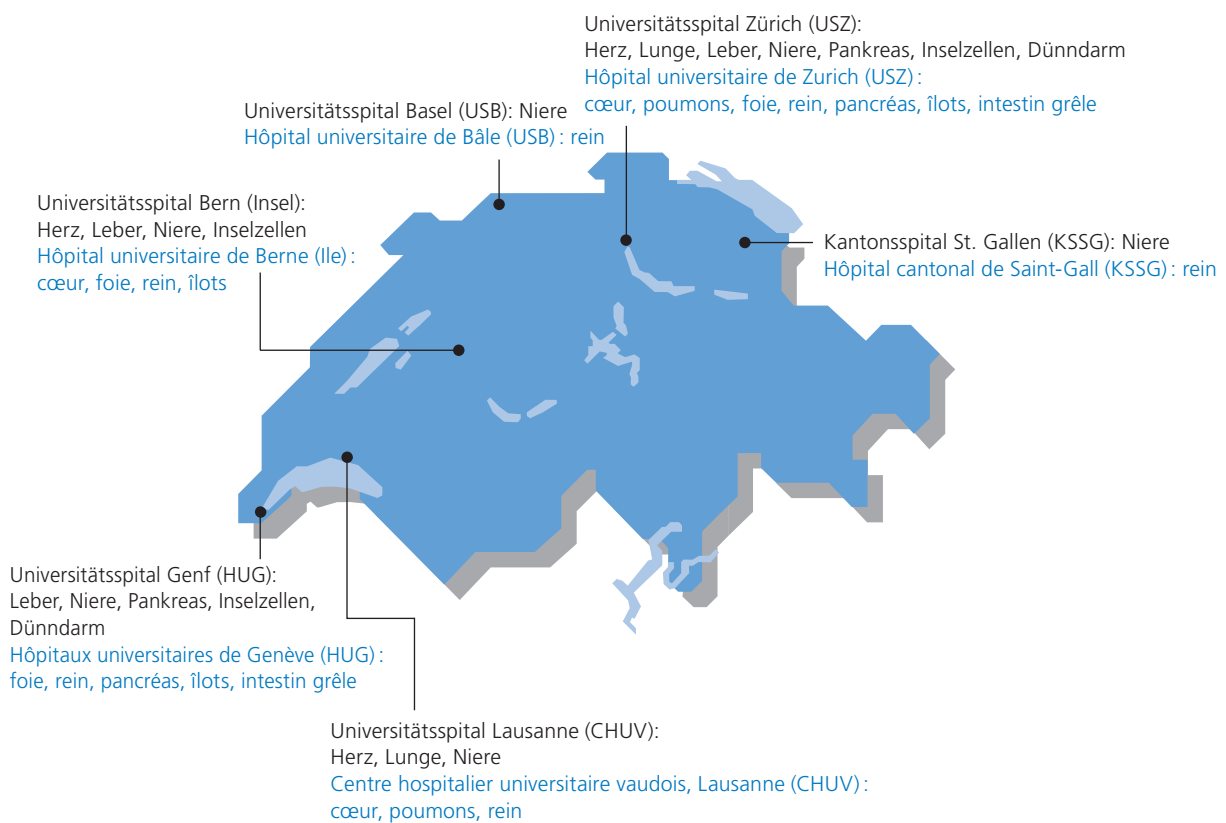 Universitätsspital Zürich (USZ):
Herz, Lunge, Leber, Niere, Pankreas, Inselzellen, Dünndarm
Hôpital universitaire de Zurich (USZ) :
cœur, poumons, foie, rein, pancréas, îlots, intestin grêle
Universitätsspital Basel (USB): Niere
Hôpital universitaire de Bâle (USB) : rein
Universitätsspital Bern (Insel):
Herz, Leber, Niere, Inselzellen
Hôpital universitaire de Berne (Ile) :
cœur, foie, rein, îlots
Kantonsspital St. Gallen (KSSG): Niere
Hôpital cantonal de Saint-Gall (KSSG) : rein
Universitätsspital Genf (HUG):
Leber, Niere, Pankreas, Inselzellen,
Dünndarm
Hôpitaux universitaires de Genève (HUG) :
foie, rein, pancréas, îlots, intestin grêle
Universitätsspital Lausanne (CHUV):
Herz, Lunge, Niere
Centre hospitalier universitaire vaudois, Lausanne (CHUV) :
cœur, poumons, rein